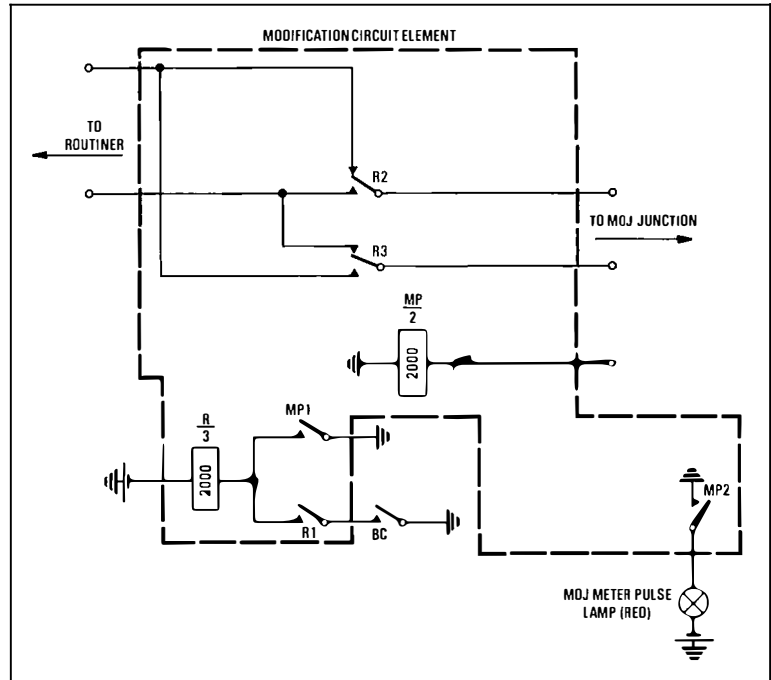 MODIFICATION CIRCUIT ELEMENT
TO
ROUTINER
R2
TO MOJ JUNCTION
R3
MP
2
2000
R
3
2000
MP1
R1
BC
MP2
MOJ METER PULSE
LAMP (RED)